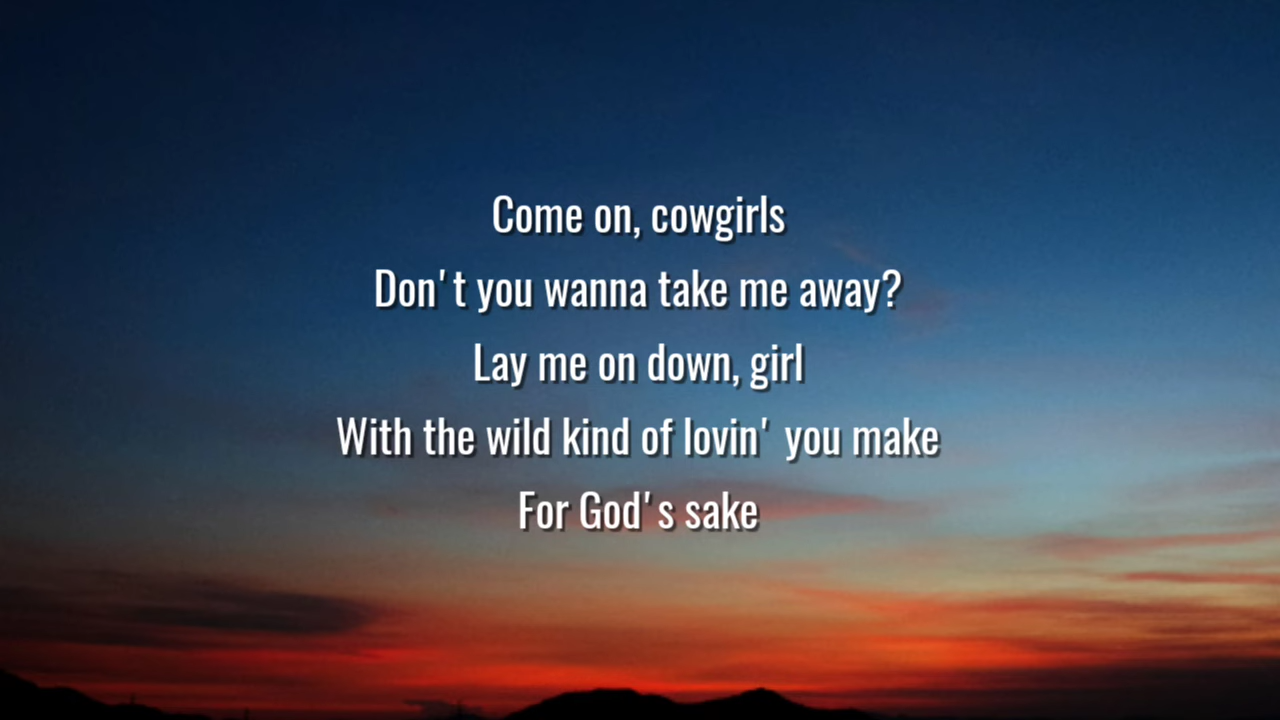 Come on, cowgirls
Don't you wanna take me away?
Lay me on down, girl
With the wild kind of lovin' you make
For God's sake